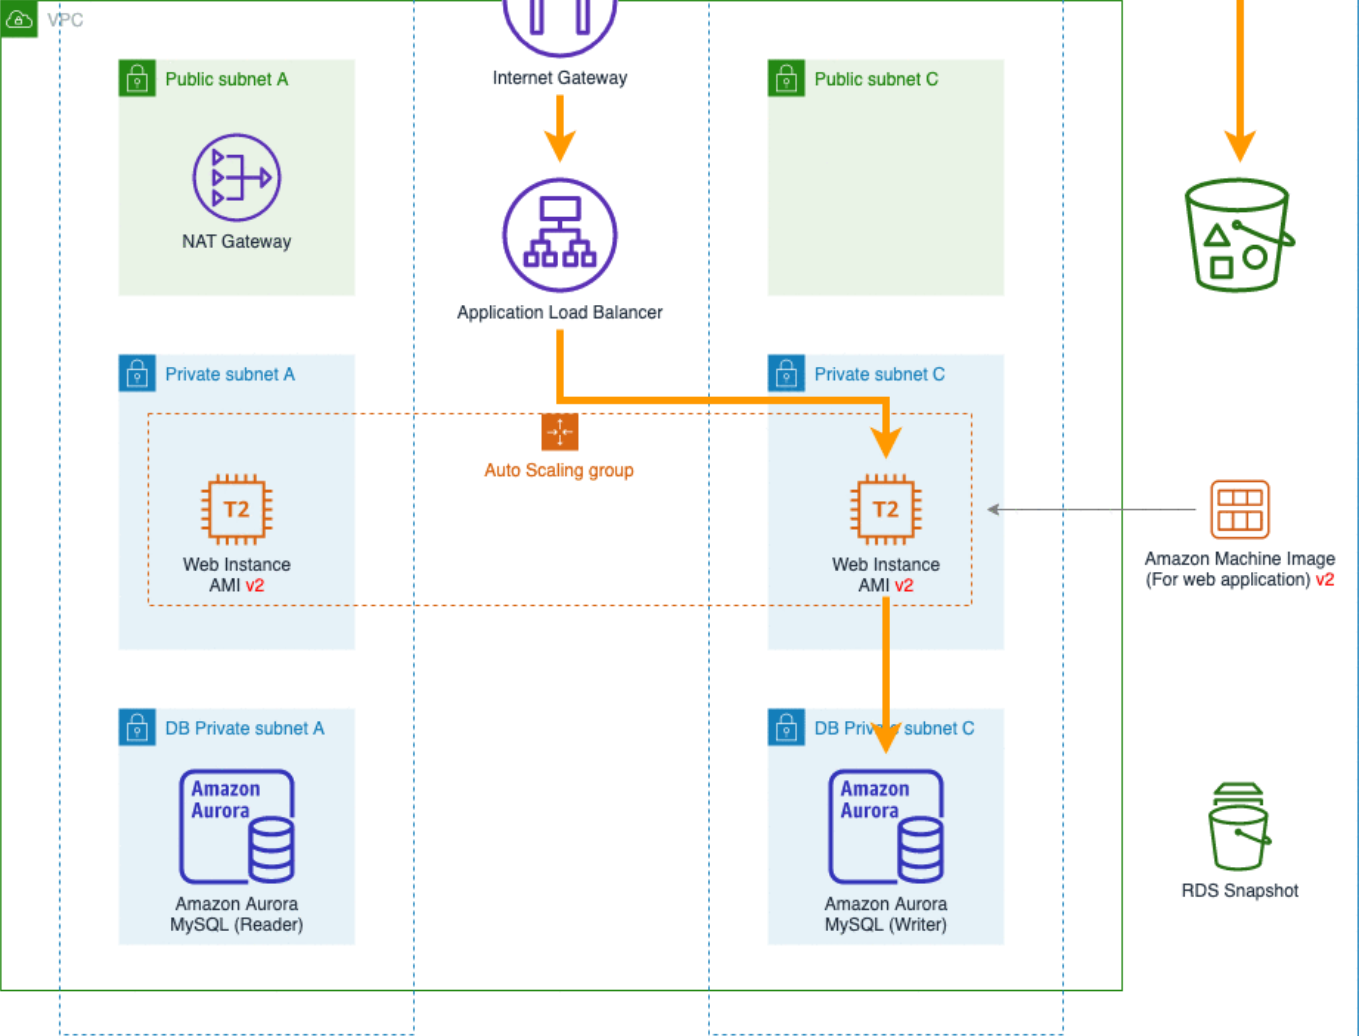 VPC
Internet Gateway
Public subnet A
Public subnet C
NAT Gateway
Application Load Balancer
Private subnet A
Private subnet C
Auto Scaling group
T2
T2
Web Instance
AMI v2
Web Instance
AMI v2
Amazon Machine Image
(For web application) v2
DB Private subnet A
DB Private subnet C
Amazon
Aurora
Amazon
Aurora
Amazon Aurora
MySQL (Reader)
Amazon Aurora
MySQL (Writer)
RDS Snapshot